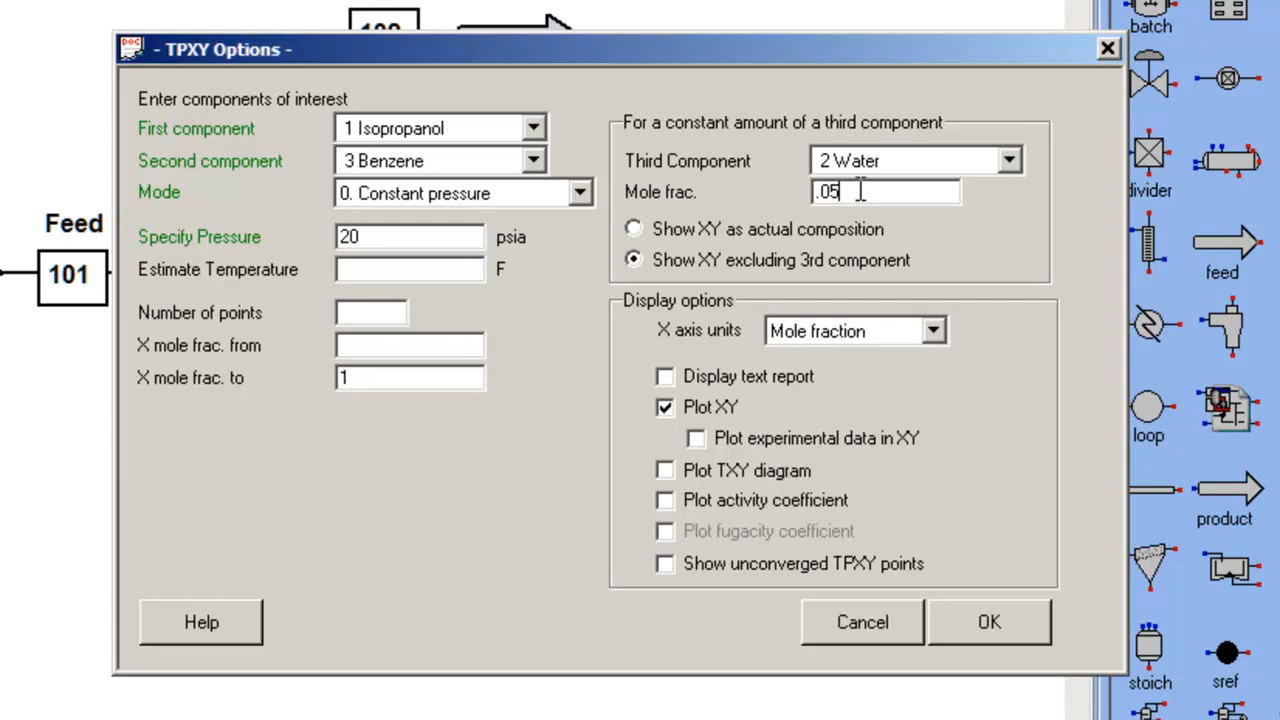 - TPXY Options -
Enter components of interest
First component 1 Isopropanol
Second component 3 Benzene
Mode 0. Constant pressure
Specify Pressure 20 psia
Estimate Temperature F
Number of points
X mole frac. from
X mole frac. to 1
For a constant amount of a third component
Third Component 2 Water
Mole frac. .05
Show XY as actual composition
Show XY excluding 3rd component
Display options
X axis units Mole fraction
Display text report
Plot XY
Plot experimental data in XY
Plot TXY diagram
Plot activity coefficient
Plot fugacity coefficient
Show unconverged TPXY points
Help Cancel OK
Feed
101
batch
divider
feed
loop
product
stoich sref